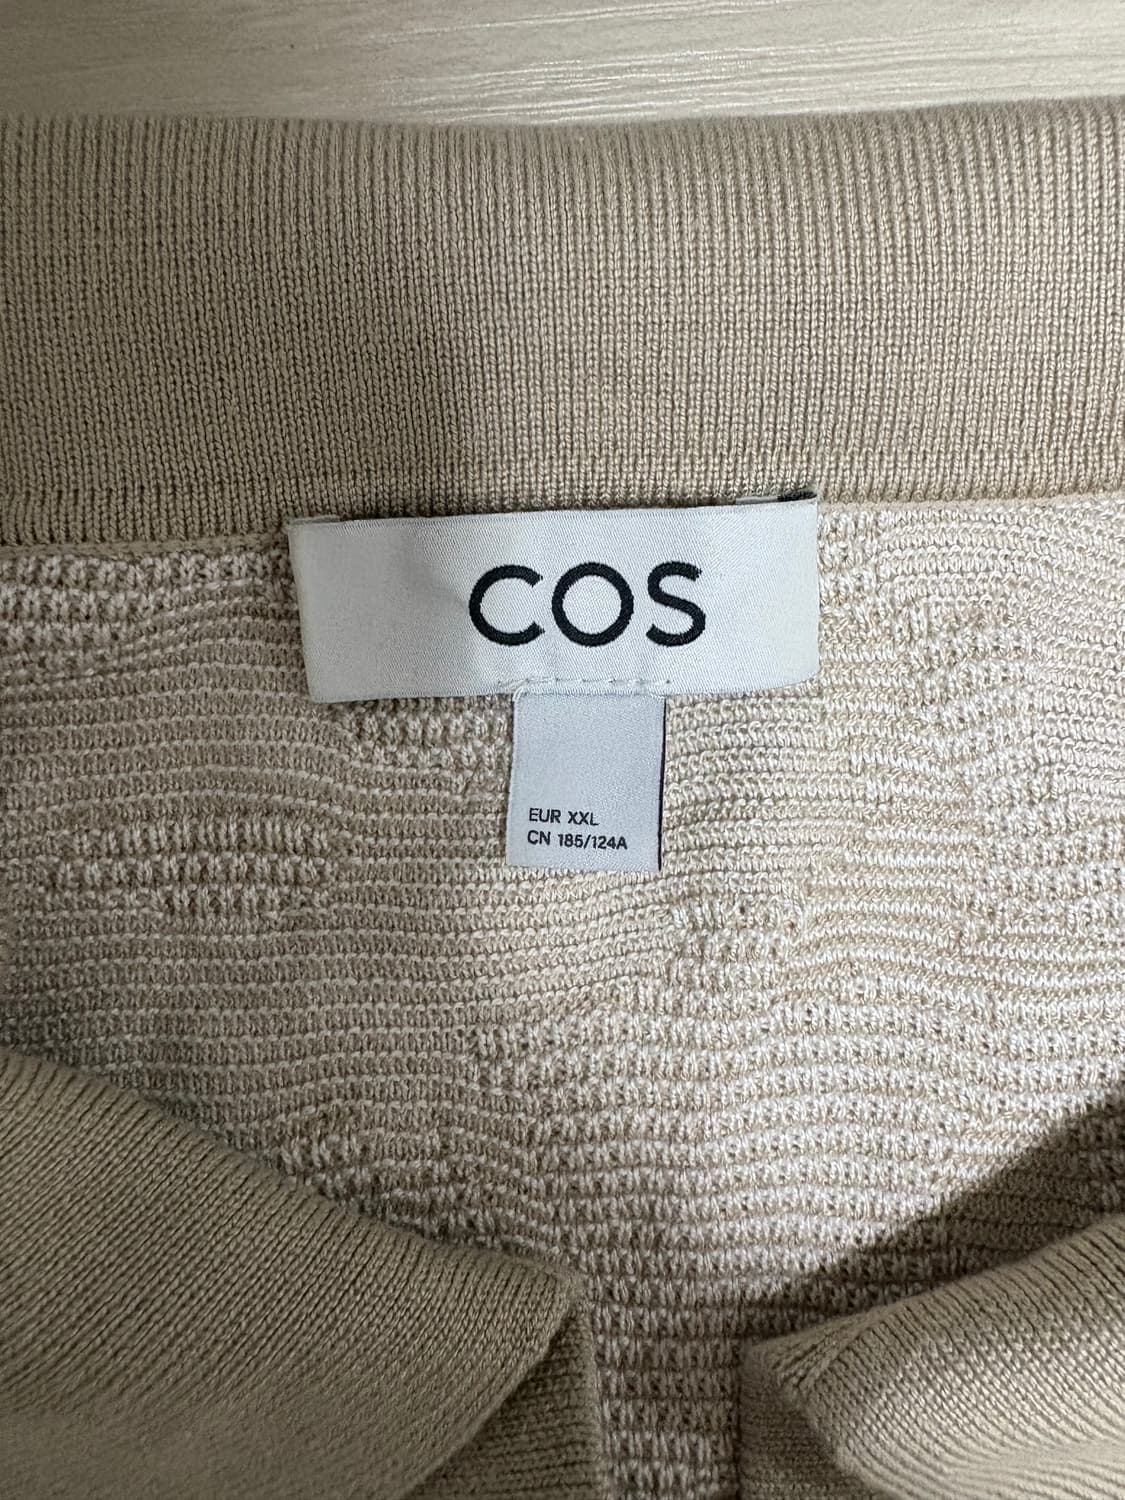 COS
EUR XXL
CN 185/124A